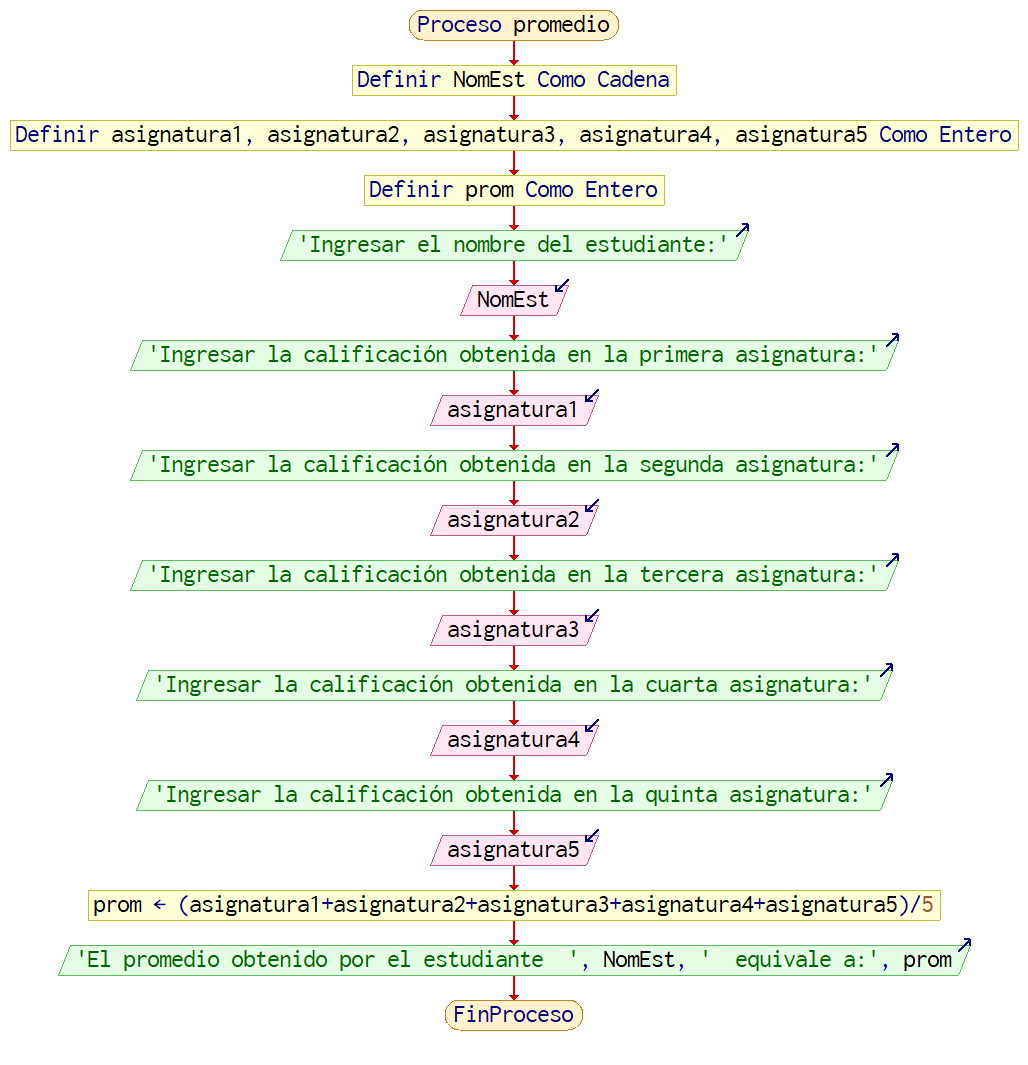 Proceso promedio
Definir NomEst Como Cadena
Definir asignatura1, asignatura2, asignatura3, asignatura4, asignatura5 Como Entero
Definir prom Como Entero
'Ingresar el nombre del estudiante:'
NomEst
'Ingresar la calificación obtenida en la primera asignatura:'
asignatura1
'Ingresar la calificación obtenida en la segunda asignatura:'
asignatura2
'Ingresar la calificación obtenida en la tercera asignatura:'
asignatura3
'Ingresar la calificación obtenida en la cuarta asignatura:'
asignatura4
'Ingresar la calificación obtenida en la quinta asignatura:'
asignatura5
prom ← (asignatura1+asignatura2+asignatura3+asignatura4+asignatura5)/5
'El promedio obtenido por el estudiante  ', NomEst, '  equivale a:', prom
FinProceso